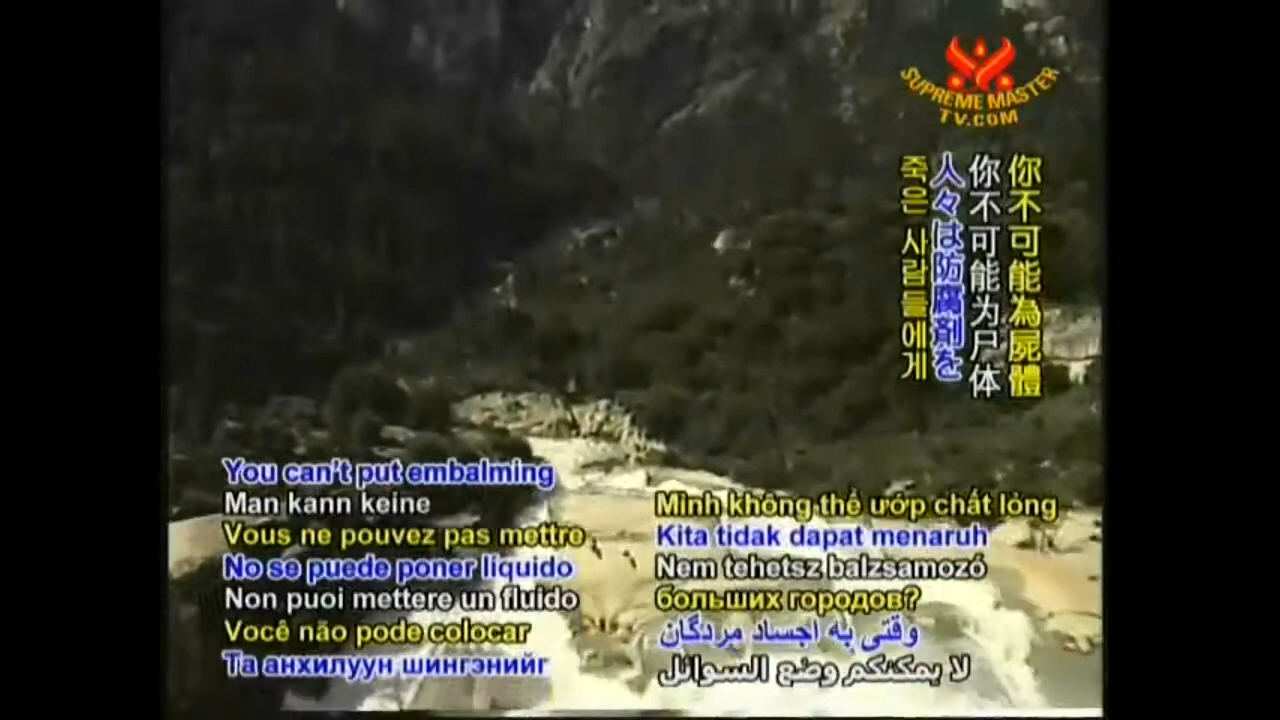 SUPREME MASTER
TV.COM
你不可能為屍體
你不可能为尸体
人々は防腐剤を
죽은 사람들에게
You can't put embalming
Man kann keine
Vous ne pouvez pas mettre
No se puede poner líquido
Non puoi mettere un fluido
Você não pode colocar
Та анхилуун шингэнийг
Mình không thể ướp chất lỏng
Kita tidak dapat menaruh
Nem tehetsz balzsamozó
больших городов?
وقتی به اجساد مردگان
لا يمكنكم وضع السوائل